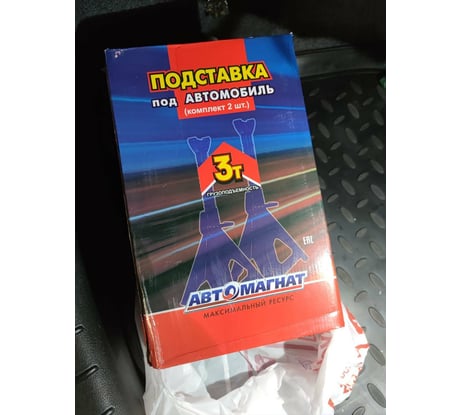 ПОДСТАВКА
ПОД АВТОМОБИЛЬ
(КОМПЛЕКТ 2 ШТ.)
3т
ГРУЗОПОДЪЕМНОСТЬ
EAC
АВТОМАГНАТ
МАКСИМАЛЬНЫЙ РЕСУРС